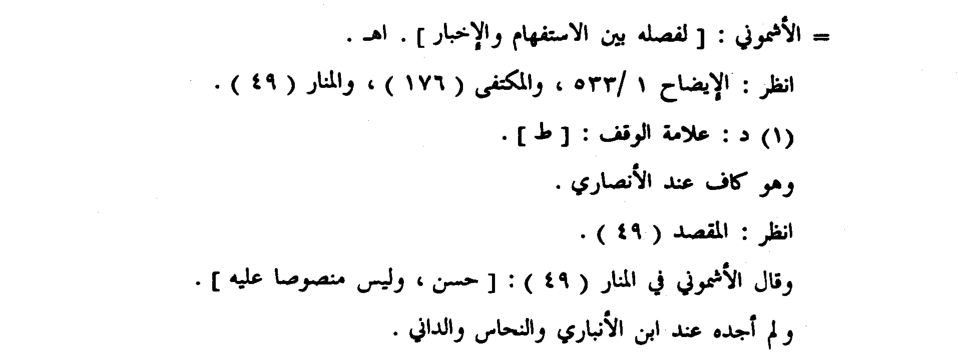 = الأشموني : [ لفصله بين الاستفهام والإخبار ] . اهـ .
انظر : الإيضاح ١ /٥٣٣ ، والمكتفى ( ١٧٦ ) ، والمنار ( ٤٩ ) .
(١) د : علامة الوقف : [ ط ] .
وهو كاف عند الأنصاري .
انظر : المقصد ( ٤٩ ) .
وقال الأشموني في المنار ( ٤٩ ) : [ حسن ، وليس منصوصا عليه ] .
و لم أجده عند ابن الأنباري والنحاس والداني .